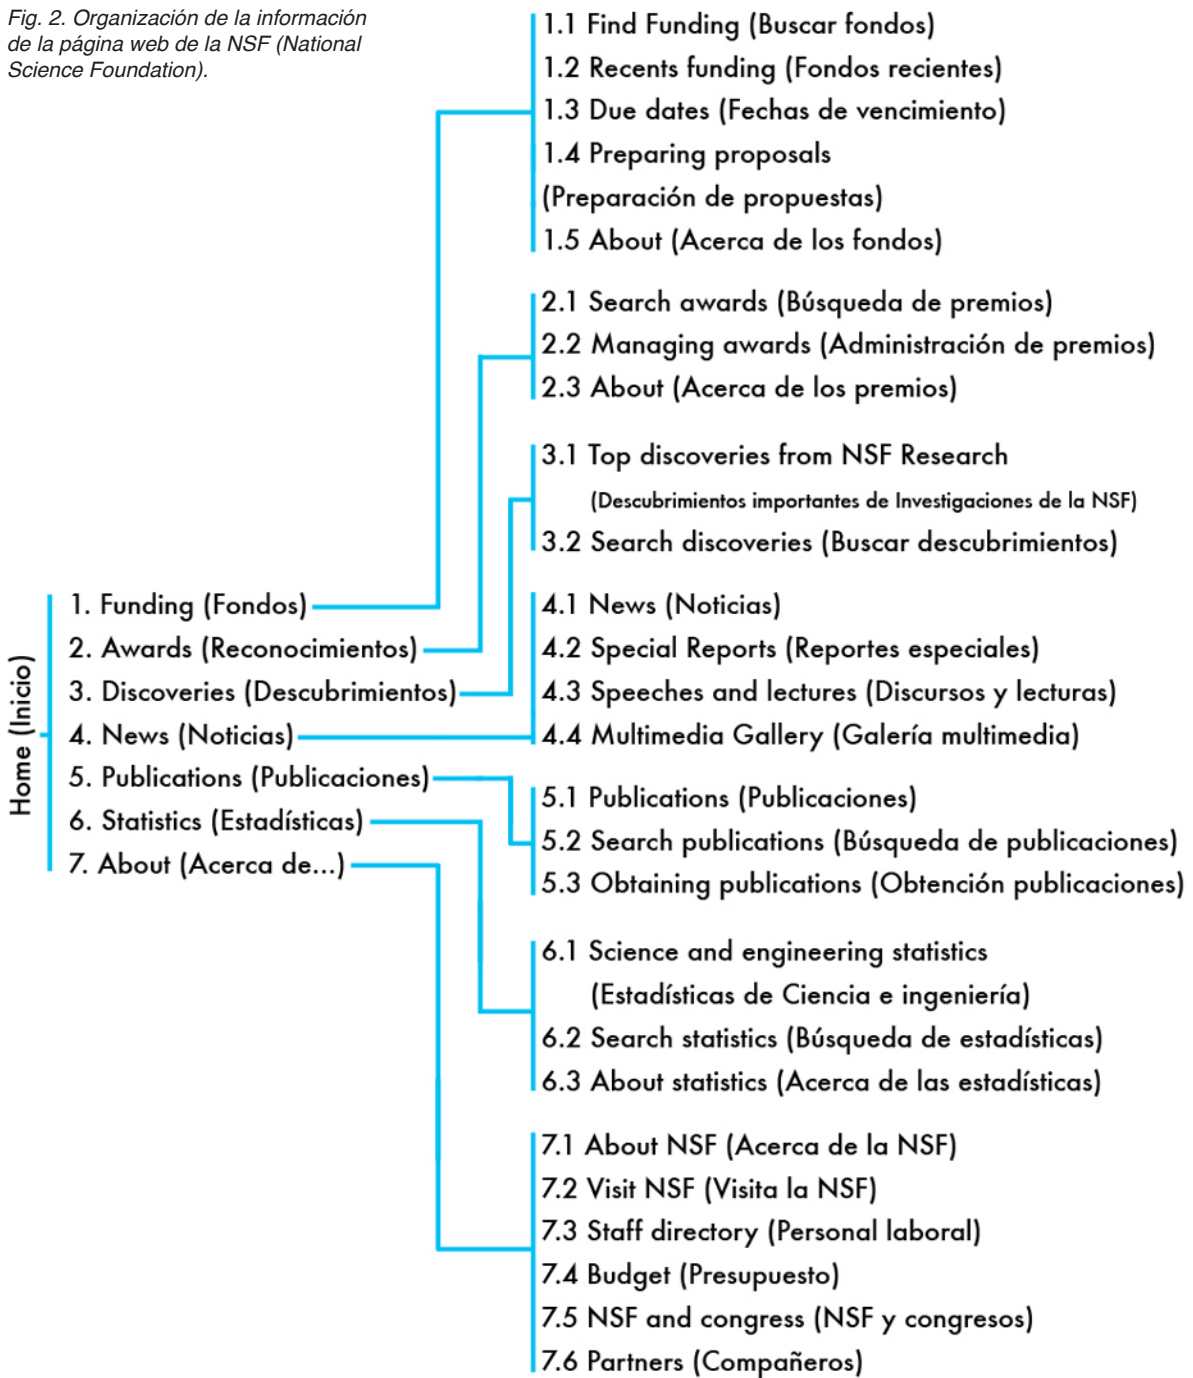 Fig. 2. Organización de la información
de la página web de la NSF (National
Science Foundation).
Home (Inicio)
1. Funding (Fondos)
2. Awards (Reconocimientos)
3. Discoveries (Descubrimientos)
4. News (Noticias)
5. Publications (Publicaciones)
6. Statistics (Estadísticas)
7. About (Acerca de...)
1.1 Find Funding (Buscar fondos)
1.2 Recents funding (Fondos recientes)
1.3 Due dates (Fechas de vencimiento)
1.4 Preparing proposals
(Preparación de propuestas)
1.5 About (Acerca de los fondos)
2.1 Search awards (Búsqueda de premios)
2.2 Managing awards (Administración de premios)
2.3 About (Acerca de los premios)
3.1 Top discoveries from NSF Research
(Descubrimientos importantes de Investigaciones de la NSF)
3.2 Search discoveries (Buscar descubrimientos)
4.1 News (Noticias)
4.2 Special Reports (Reportes especiales)
4.3 Speeches and lectures (Discursos y lecturas)
4.4 Multimedia Gallery (Galería multimedia)
5.1 Publications (Publicaciones)
5.2 Search publications (Búsqueda de publicaciones)
5.3 Obtaining publications (Obtención publicaciones)
6.1 Science and engineering statistics
(Estadísticas de Ciencia e ingeniería)
6.2 Search statistics (Búsqueda de estadísticas)
6.3 About statistics (Acerca de las estadísticas)
7.1 About NSF (Acerca de la NSF)
7.2 Visit NSF (Visita la NSF)
7.3 Staff directory (Personal laboral)
7.4 Budget (Presupuesto)
7.5 NSF and congress (NSF y congresos)
7.6 Partners (Compañeros)